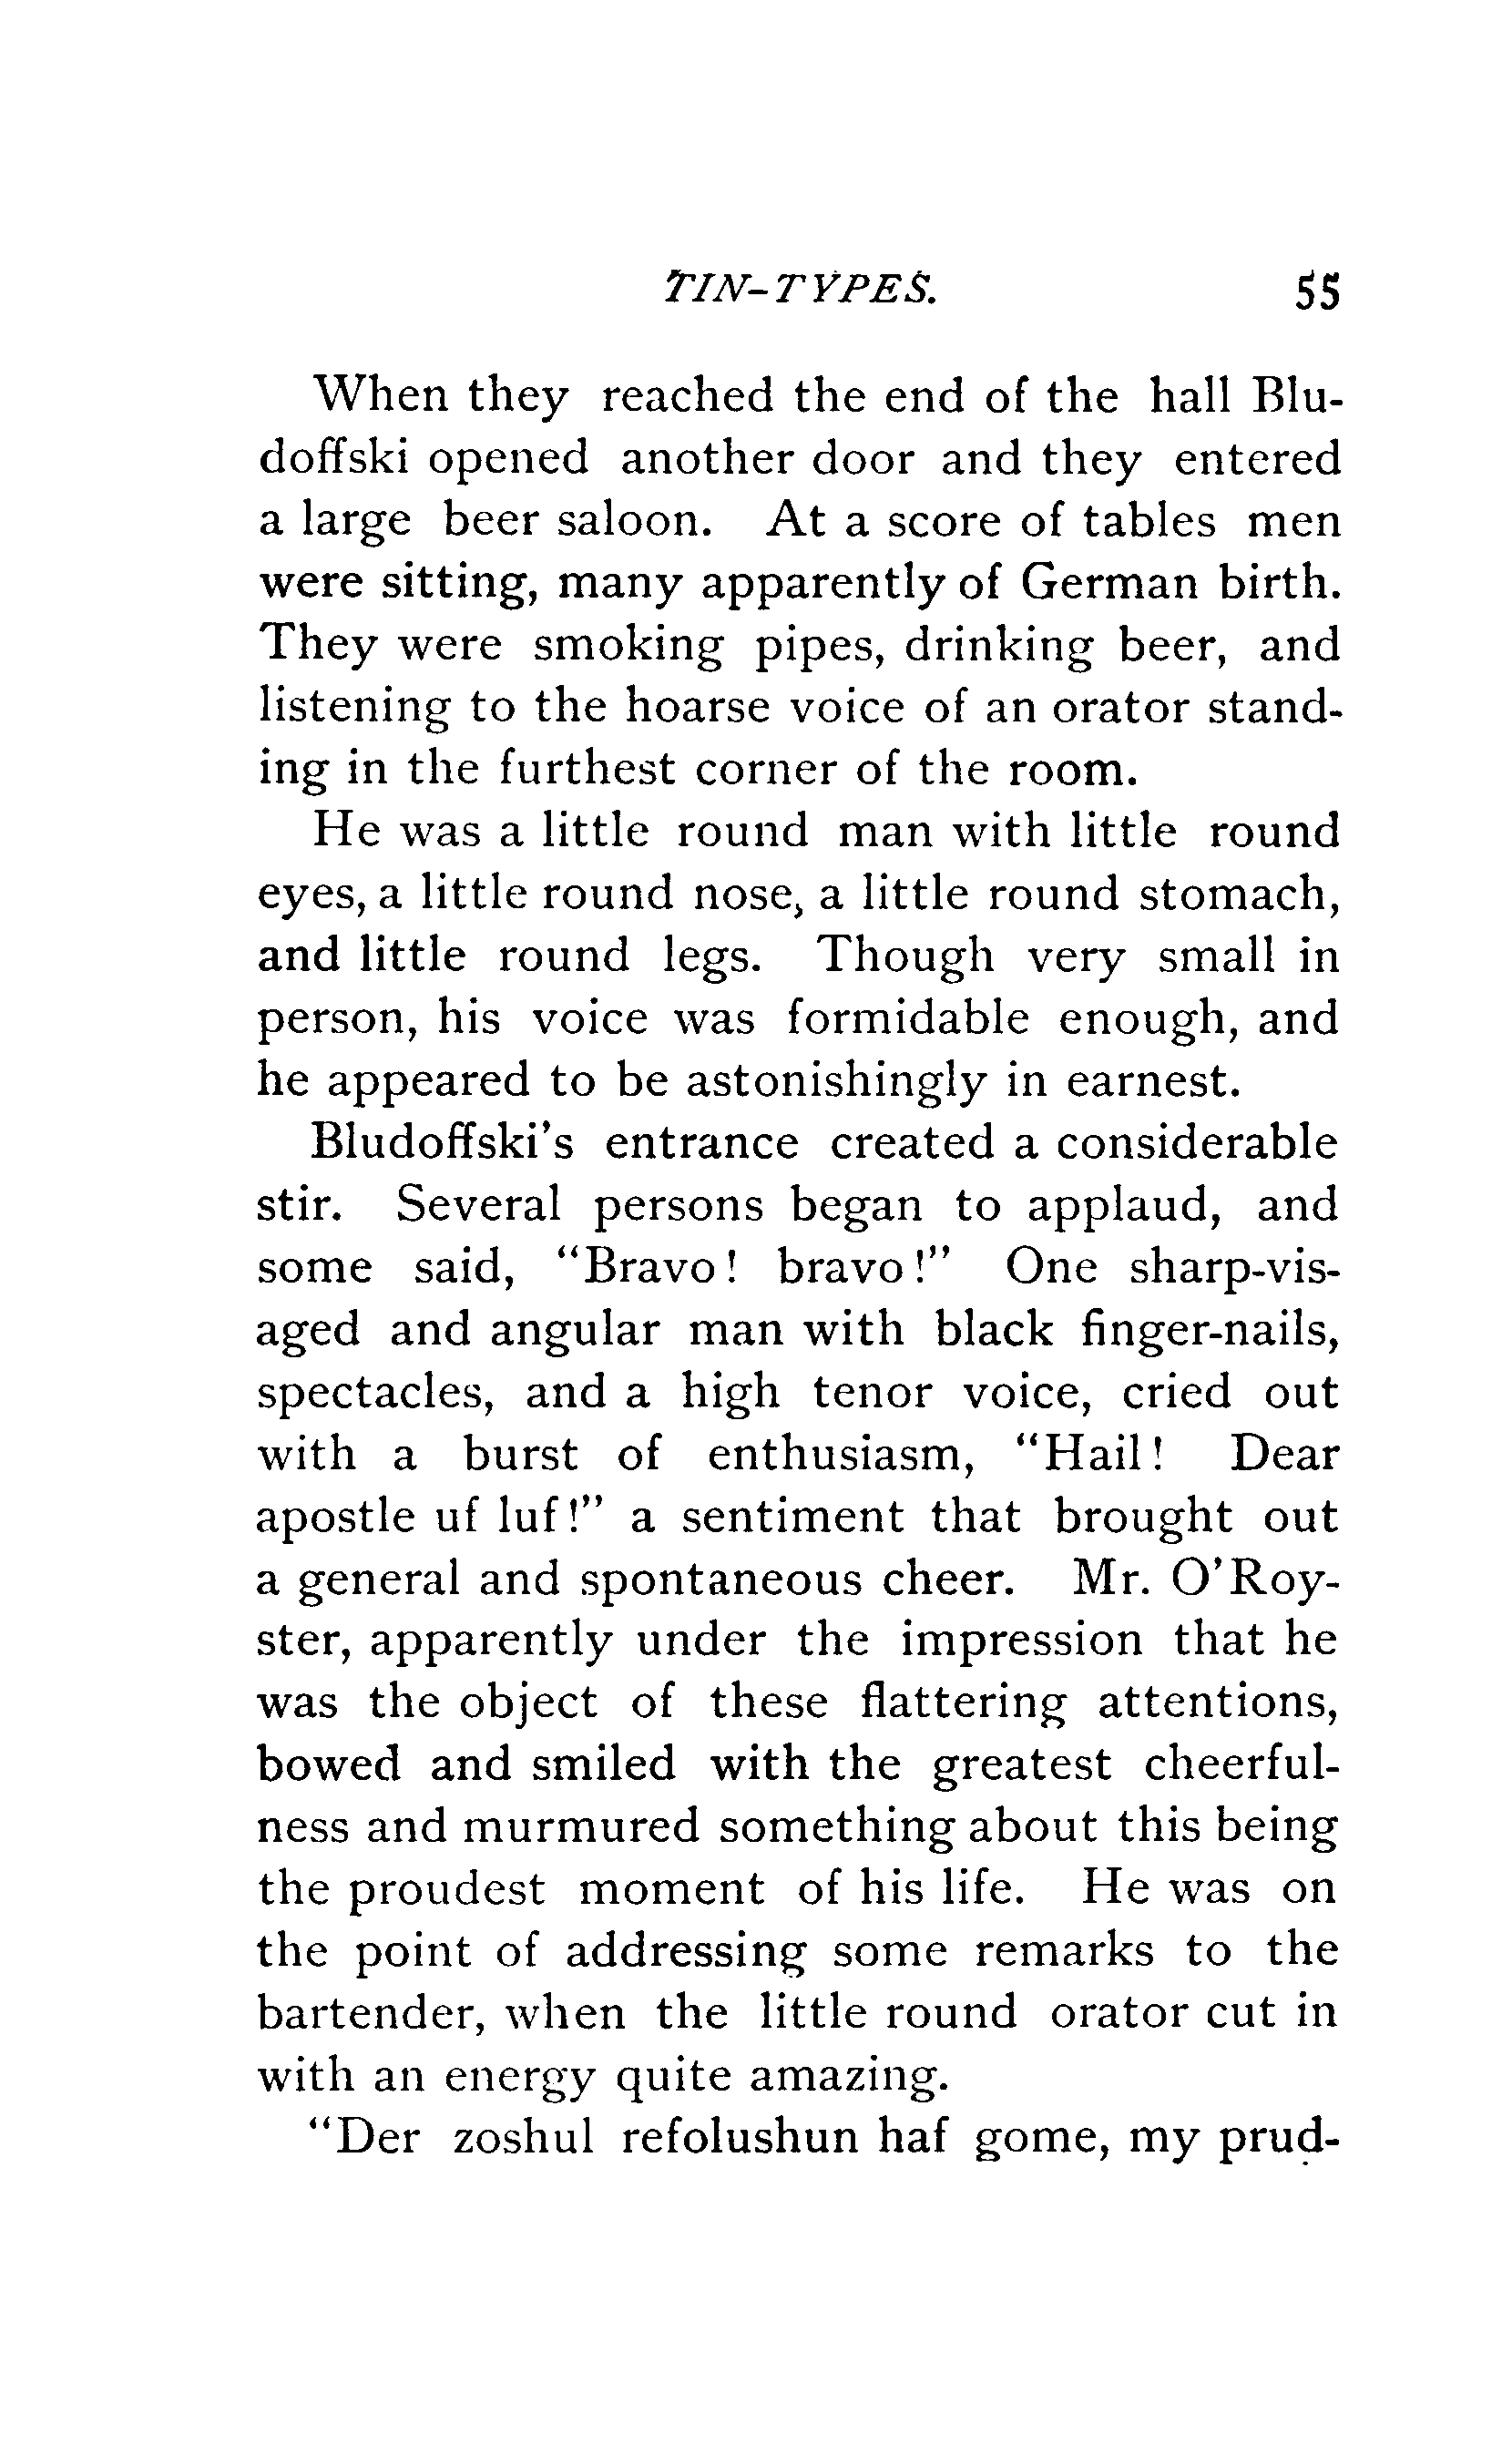 TIN-TYPES. 55
When they reached the end of the hall Blu-
doffski opened another door and they entered
a large beer saloon. At a score of tables men
were sitting, many apparently of German birth.
They were smoking pipes, drinking beer, and
listening to the hoarse voice of an orator stand-
ing in the furthest corner of the room.
He was a little round man with little round
eyes, a little round nose, a little round stomach,
and little round legs. Though very small in
person, his voice was formidable enough, and
he appeared to be astonishingly in earnest.
Bludoffski's entrance created a considerable
stir. Several persons began to applaud, and
some said, "Bravo! bravo!" One sharp-vis-
aged and angular man with black finger-nails,
spectacles, and a high tenor voice, cried out
with a burst of enthusiasm, "Hail! Dear
apostle uf luf!" a sentiment that brought out
a general and spontaneous cheer. Mr. O'Roy-
ster, apparently under the impression that he
was the object of these flattering attentions,
bowed and smiled with the greatest cheerful-
ness and murmured something about this being
the proudest moment of his life. He was on
the point of addressing some remarks to the
bartender, when the little round orator cut in
with an energy quite amazing.
"Der zoshul refolushun haf gome, my prud-